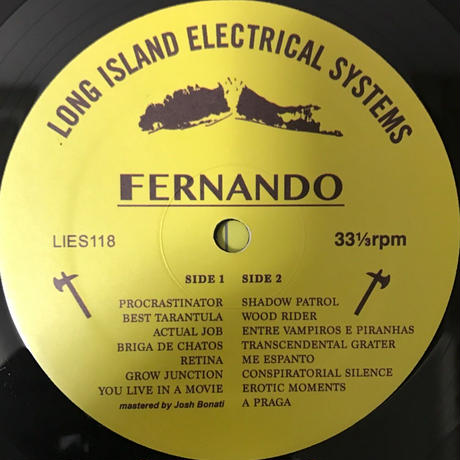 LONG ISLAND ELECTRICAL SYSTEMS
FERNANDO
LIES118
33⅓rpm
SIDE 1
PROCRASTINATOR
BEST TARANTULA
ACTUAL JOB
BRIGA DE CHATOS
RETINA
GROW JUNCTION
YOU LIVE IN A MOVIE
mastered by Josh Bonati
SIDE 2
SHADOW PATROL
WOOD RIDER
ENTRE VAMPIROS E PIRANHAS
TRANSCENDENTAL GRATER
ME ESPANTO
CONSPIRATORIAL SILENCE
EROTIC MOMENTS
A PRAGA